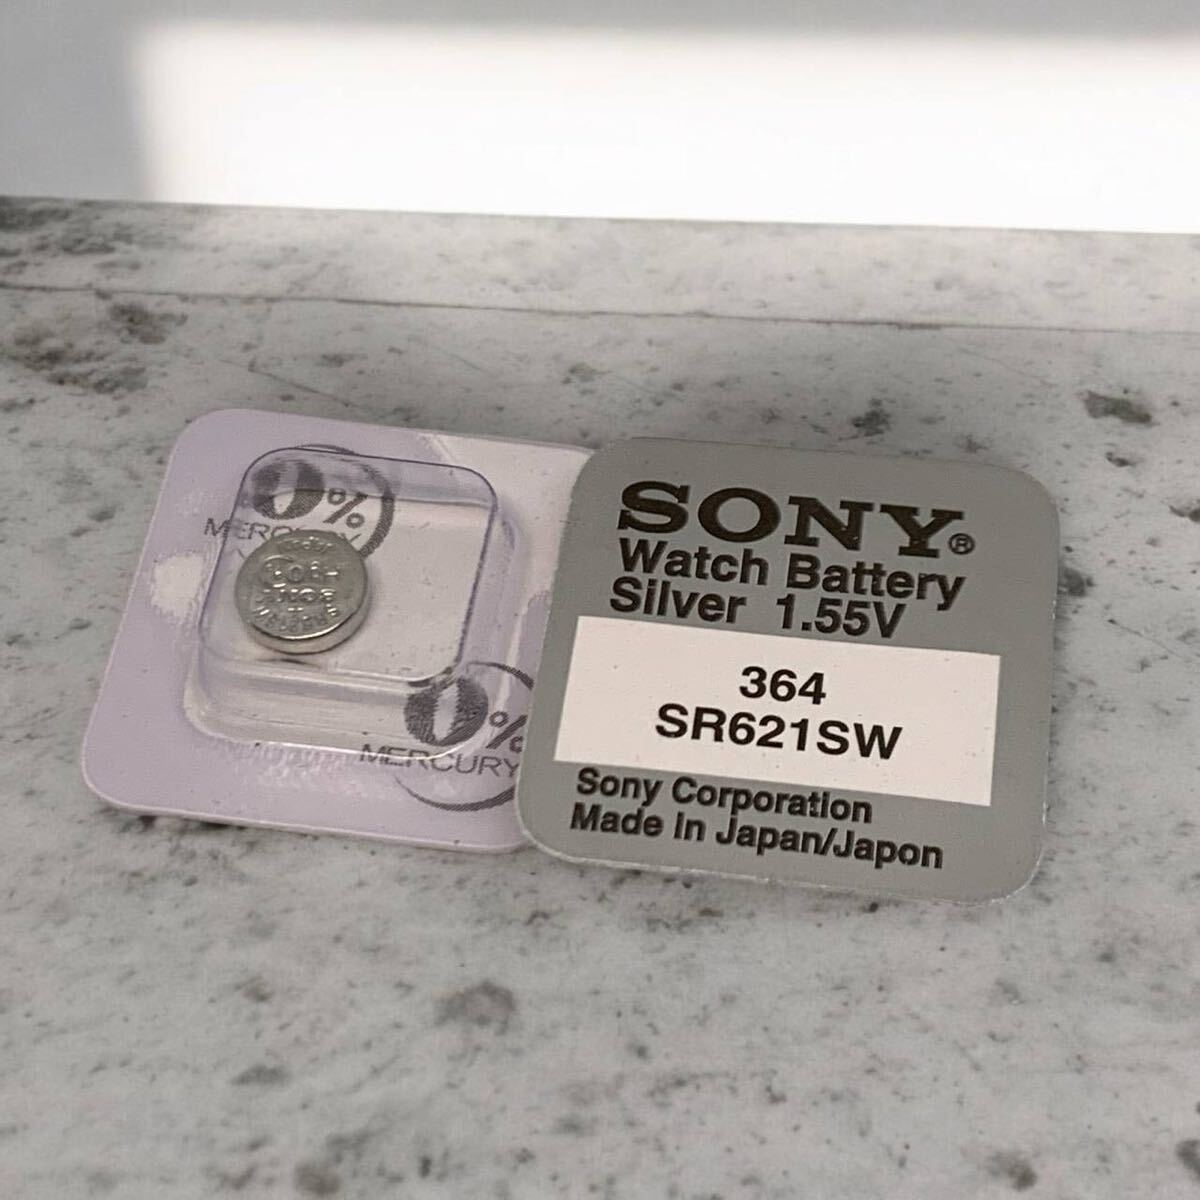 0%
MERCURY
0%
MERCURY
SONY®
Watch Battery
Silver 1.55V
364
SR621SW
Sony Corporation
Made in Japan/Japon